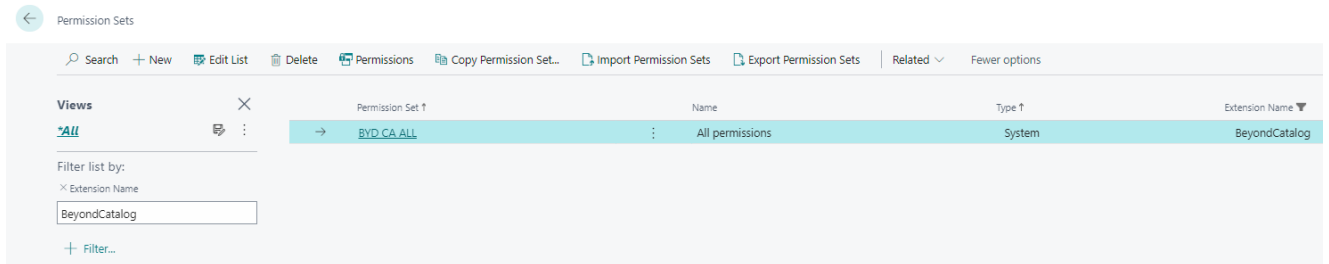 Permission Sets
Search + New Edit List Delete Permissions Copy Permission Set... Import Permission Sets Export Permission Sets Related Fewer options
Views
*All
Filter list by:
× Extension Name
BeyondCatalog
+ Filter...
Permission Set ↑ Name Type ↑ Extension Name
→ BYD CA ALL All permissions System BeyondCatalog